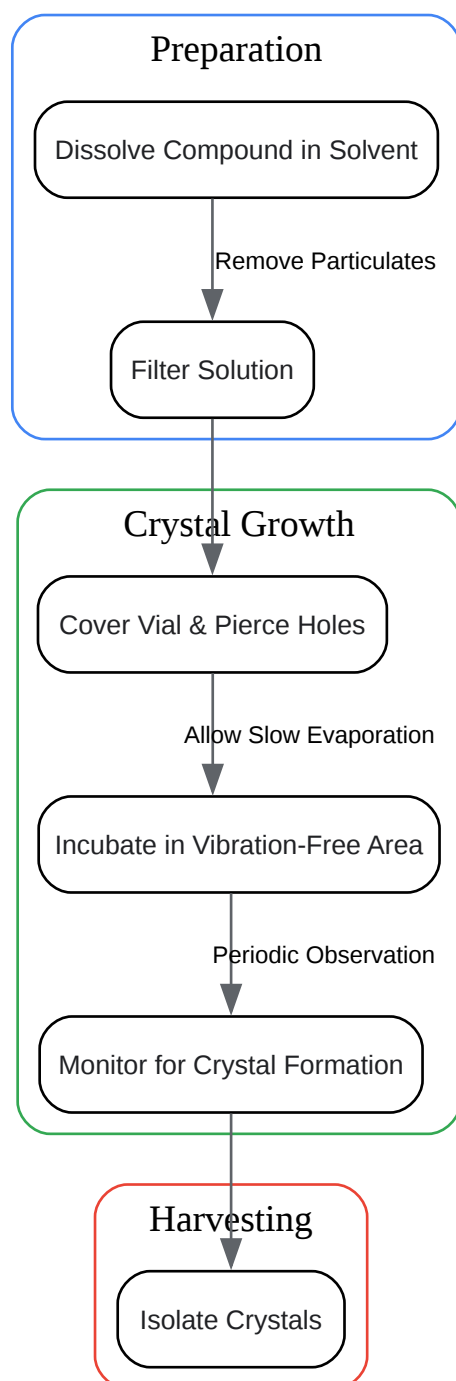 Preparation
Dissolve Compound in Solvent
Remove Particulates
Filter Solution
Crystal Growth
Cover Vial & Pierce Holes
Allow Slow Evaporation
Incubate in Vibration-Free Area
Periodic Observation
Monitor for Crystal Formation
Harvesting
Isolate Crystals